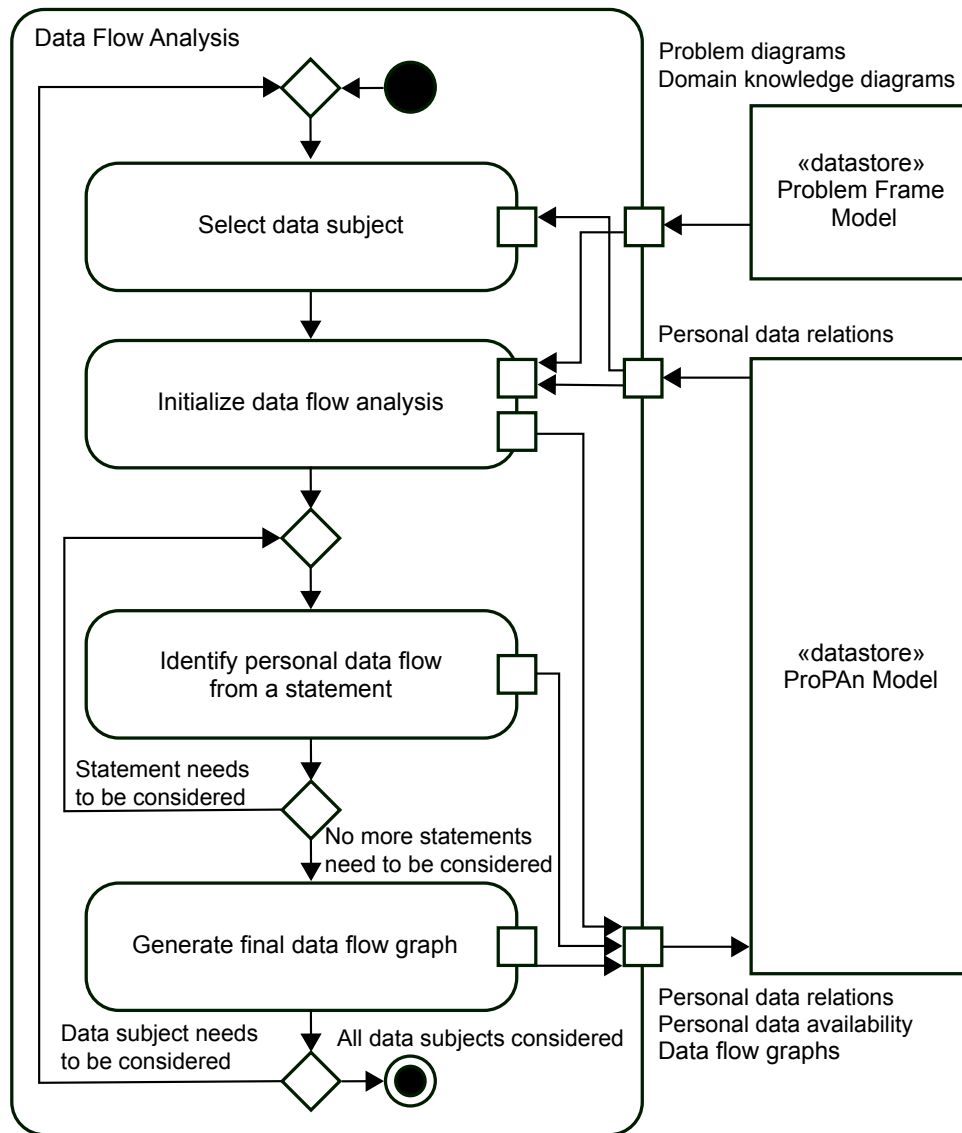 Data Flow Analysis
Problem diagrams
Domain knowledge diagrams
«datastore»
Problem Frame
Model
Select data subject
Personal data relations
Initialize data flow analysis
Identify personal data flow
from a statement
«datastore»
ProPAn Model
Statement needs
to be considered
No more statements
need to be considered
Generate final data flow graph
Data subject needs
to be considered
All data subjects considered
Personal data relations
Personal data availability
Data flow graphs